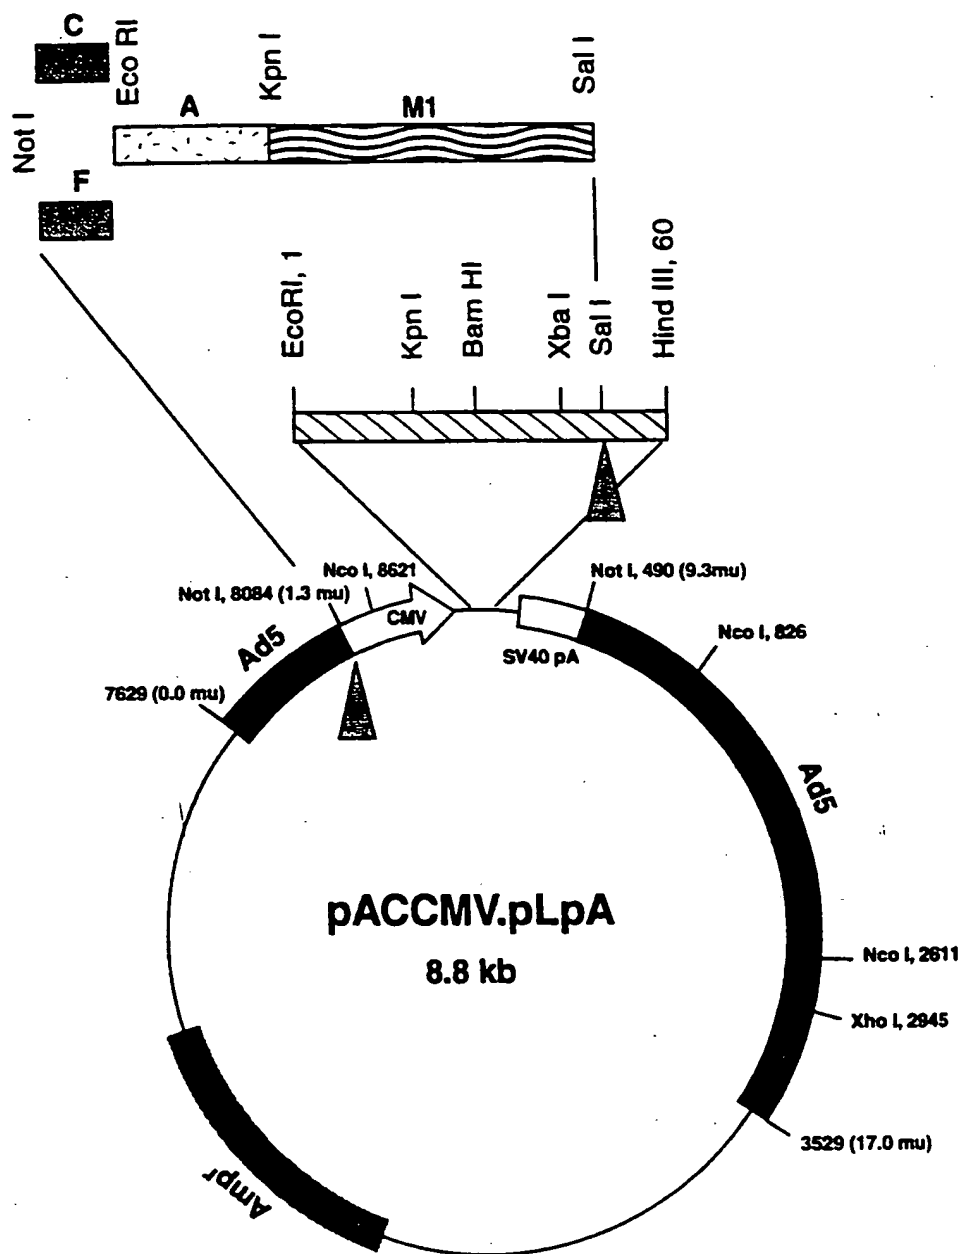 C
Eco RI
Kpn I
Sal I
A
M1
Not I
F
EcoRI, 1
Kpn I
Bam HI
Xba I
Sal I
Hind III, 60
Nco I, 8621
Not I, 8084 (1.3 mu)
CMV
Not I, 490 (9.3mu)
SV40 pA
Nco I, 826
Ad5
7629 (0.0 mu)
Ad5
pACCMV.pLpA
8.8 kb
Nco I, 2611
Xho I, 2945
3529 (17.0 mu)
Ampr